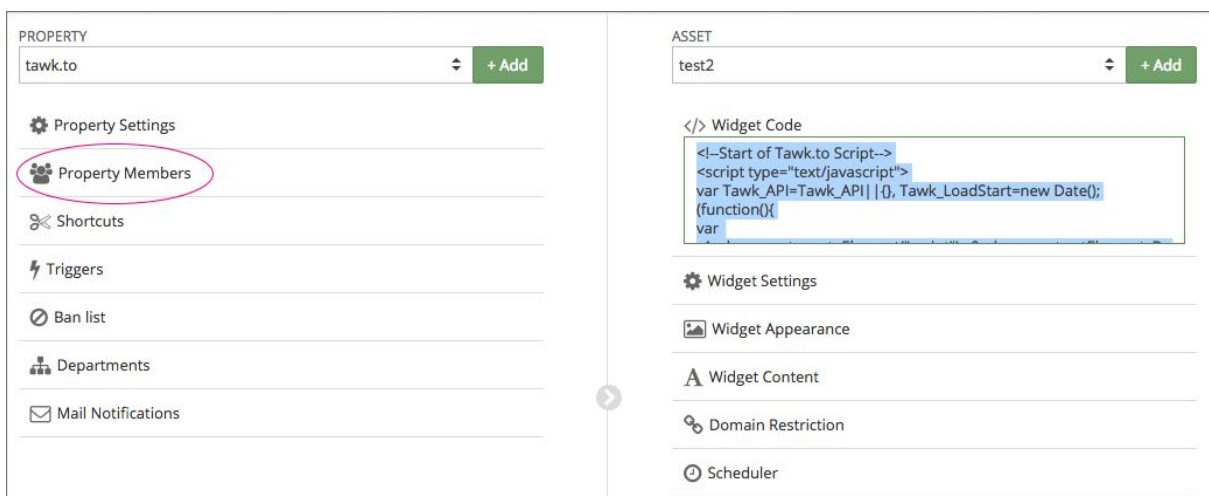 PROPERTY
tawk.to
+ Add
Property Settings
Property Members
Shortcuts
Triggers
Ban list
Departments
Mail Notifications
ASSET
test2
+ Add
</> Widget Code
<!--Start of Tawk.to Script-->
<script type="text/javascript">
var Tawk_API=Tawk_API||{}, Tawk_LoadStart=new Date();
(function(){
var
Widget Settings
Widget Appearance
Widget Content
Domain Restriction
Scheduler